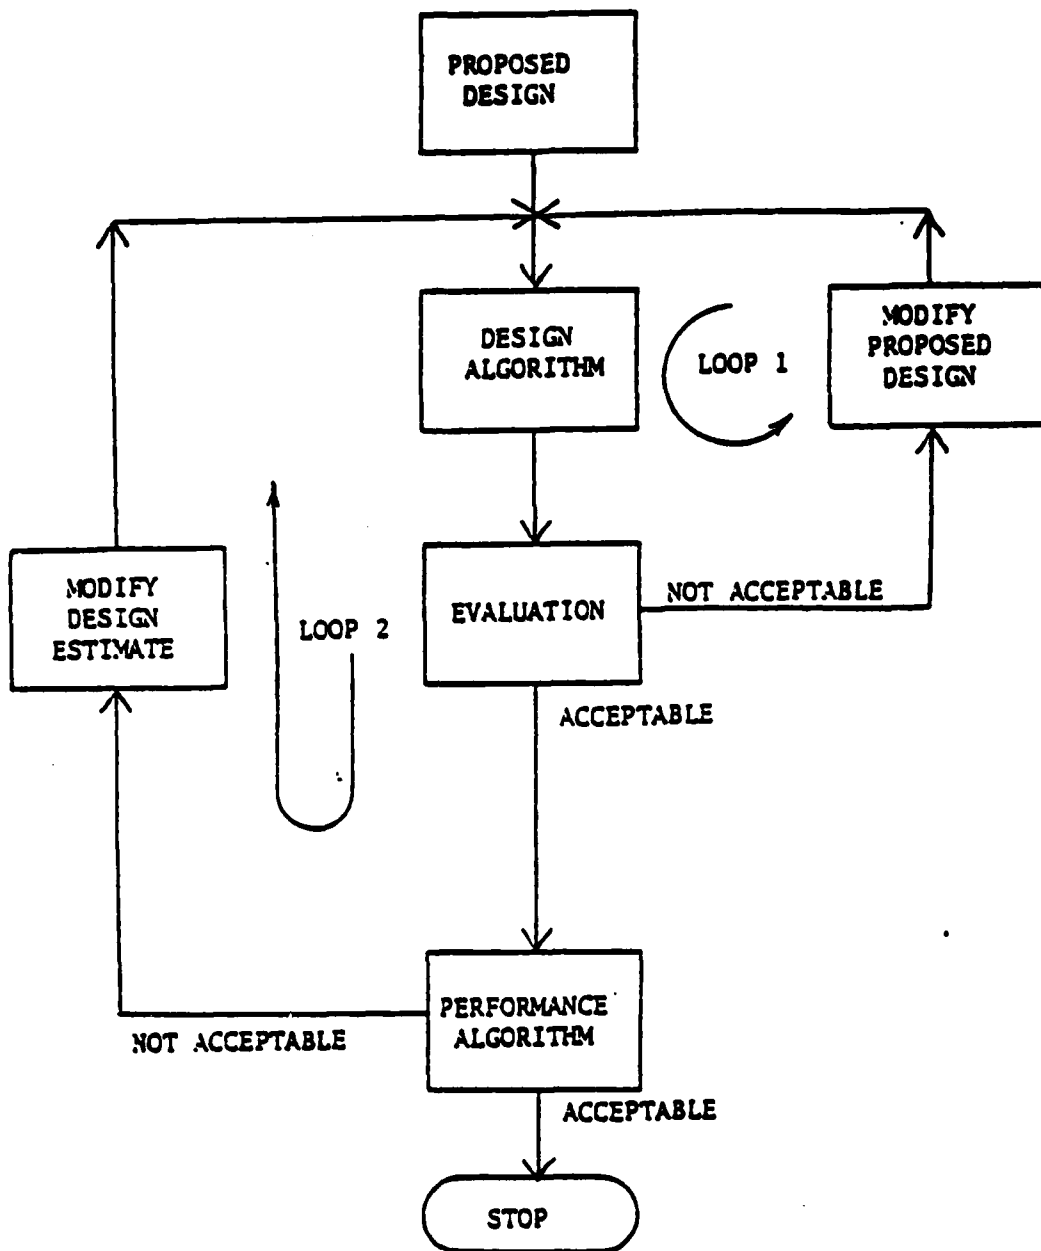 PROPOSED
DESIGN
DESIGN
ALGORITHM
LOOP 1
MODIFY
PROPOSED
DESIGN
MODIFY
DESIGN
ESTIMATE
LOOP 2
EVALUATION
NOT ACCEPTABLE
ACCEPTABLE
PERFORMANCE
ALGORITHM
NOT ACCEPTABLE
ACCEPTABLE
STOP